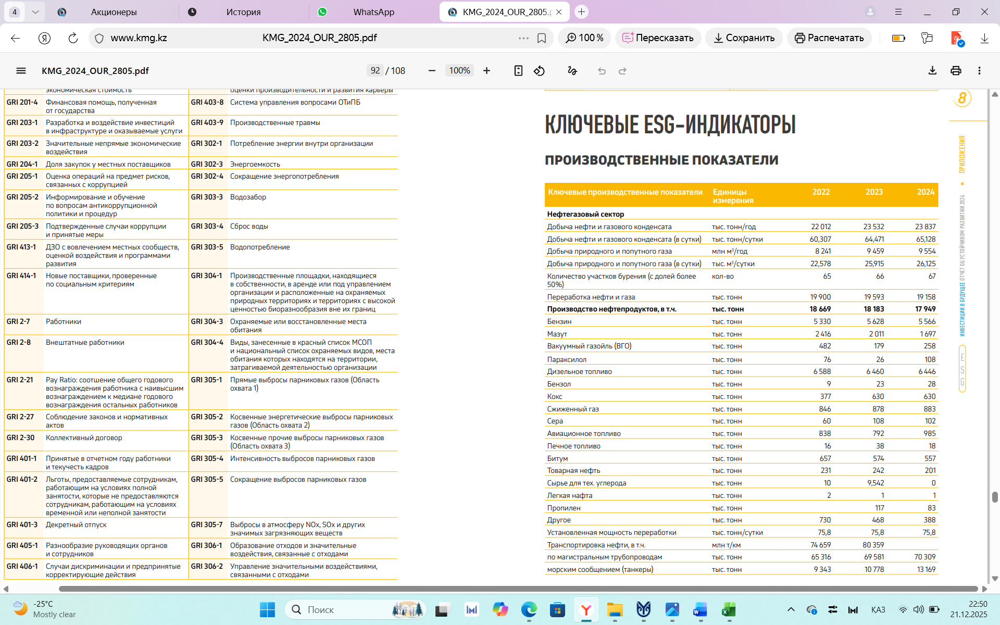 4
Акционеры
История
WhatsApp
KMG_2024_OUR_2805.p
www.kmg.kz
KMG_2024_OUR_2805.pdf
100 %
Пересказать
Сохранить
Распечатать
KMG_2024_OUR_2805.pdf
92 / 108
100%
экономическая стоимость
оценки производительности и развития карьеры
GRI 201-4 Финансовая помощь, полученная
от государства
GRI 403-8 Система управления вопросами ОТиПБ
GRI 203-1 Разработка и воздействие инвестиций
в инфраструктуре и оказываемые услуги
GRI 403-9 Производственные травмы
GRI 203-2 Значительные непрямые экономические
воздействия
GRI 302-1 Потребление энергии внутри организации
GRI 204-1 Доля закупок у местных поставщиков
GRI 302-3 Энергоемкость
GRI 205-1 Оценка операций на предмет рисков,
связанных с коррупцией
GRI 302-4 Сокращение энергопотребления
GRI 205-2 Информирование и обучение
по вопросам антикоррупционной
политики и процедур
GRI 303-3 Водозабор
GRI 205-3 Подтвержденные случаи коррупции
и принятые меры
GRI 303-4 Сброс воды
GRI 413-1 ДЗО с вовлечением местных сообществ,
оценкой воздействия и программами
развития
GRI 303-5 Водопотребление
GRI 414-1 Новые поставщики, проверенные
по социальным критериям
GRI 304-1 Производственные площадки, находящиеся
в собственности, в аренде или под управлением
организации и расположенные на охраняемых
природных территориях и территориях с высокой
ценностью биоразнообразия вне их границ
GRI 2-7 Работники
GRI 304-3 Охраняемые или восстановленные места
обитания
GRI 2-8 Внештатные работники
GRI 304-4 Виды, занесенные в красный список МСОП
и национальный список охраняемых видов, места
обитания которых находятся на территории,
затрагиваемой деятельностью организации
GRI 2-21 Pay Ratio: соотшение общего годового
вознаграждения работника с наивысшим
вознаграждением к медиане годового
вознаграждения остальных работников
GRI 305-1 Прямые выбросы парниковых газов (Область
охвата 1)
GRI 2-27 Соблюдение законов и нормативных
актов
GRI 305-2 Косвенные энергетические выбросы парниковых
газов (Область охвата 2)
GRI 2-30 Коллективный договор
GRI 305-3 Косвенные прочие выбросы парниковых газов
(Область охвата 3)
GRI 401-1 Принятые в отчетном году работники
и текучесть кадров
GRI 305-4 Интенсивность выбросов парниковых газов
GRI 401-2 Льготы, предоставляемые сотрудникам,
работающим на условиях полной
занятости, которые не предоставляются
сотрудникам, работающим на условиях
временной или неполной занятости
GRI 305-5 Сокращение выбросов парниковых газов
GRI 401-3 Декретный отпуск
GRI 305-7 Выбросы в атмосферу NOx, SOx и других
значимых загрязняющих веществ
GRI 405-1 Разнообразие руководящих органов
и сотрудников
GRI 306-1 Образование отходов и значительные
воздействия, связанные с отходами
GRI 406-1 Случаи дискриминации и предпринятые
корректирующие действия
GRI 306-2 Управление значительными воздействиями,
связанными с отходами
КЛЮЧЕВЫЕ ESG-ИНДИКАТОРЫ
ПРОИЗВОДСТВЕННЫЕ ПОКАЗАТЕЛИ
Ключевые производственные показатели Единицы измерения 2022 2023 2024
Нефтегазовый сектор
Добыча нефти и газового конденсата тыс. тонн/год 22 012 23 532 23 837
Добыча нефти и газового конденсата (в сутки) тыс. тонн/сутки 60,307 64,471 65,128
Добыча природного и попутного газа млн м³/год 8 241 9 459 9 554
Добыча природного и попутного газа (в сутки) тыс. м³/сутки 22,578 25,915 26,125
Количество участков бурения (с долей более
50%) кол-во 65 66 67
Переработка нефти и газа тыс. тонн 19 900 19 593 19 158
Производство нефтепродуктов, в т.ч. тыс. тонн 18 669 18 183 17 949
Бензин тыс. тонн 5 330 5 628 5 566
Мазут тыс. тонн 2 416 2 011 1 697
Вакуумный газойль (ВГО) тыс. тонн 482 179 258
Параксилол тыс. тонн 76 26 108
Дизельное топливо тыс. тонн 6 588 6 460 6 446
Бензол тыс. тонн 9 23 28
Кокс тыс. тонн 377 630 630
Сжиженный газ тыс. тонн 846 878 883
Сера тыс. тонн 60 108 102
Авиационное топливо тыс. тонн 838 792 985
Печное топливо тыс. тонн 16 38 18
Битум тыс. тонн 657 574 557
Товарная нефть тыс. тонн 231 242 201
Сырье для тех. углерода тыс. тонн 10 9,542 0
Легкая нафта тыс. тонн 2 1 1
Пропилен тыс. тонн 117 83
Другое тыс. тонн 730 468 388
Установленная мощность переработки тыс. тонн/сутки 75,8 75,8 75,8
Транспортировка нефти, в т.ч. млн т/км 74 659 80 359
по магистральным трубопроводам тыс. тонн 65 316 69 581 70 309
морским сообщением (танкеры) тыс. тонн 9 343 10 778 13 169
8
ПРИЛОЖЕНИЯ
ИНВЕСТИЦИИ В БУДУЩЕЕ ОТЧЕТ ОБ УСТОЙЧИВОМ РАЗВИТИИ 2024
E
S
G
-25°C
Mostly clear
Поиск
ҚАЗ
22:50
21.12.2025